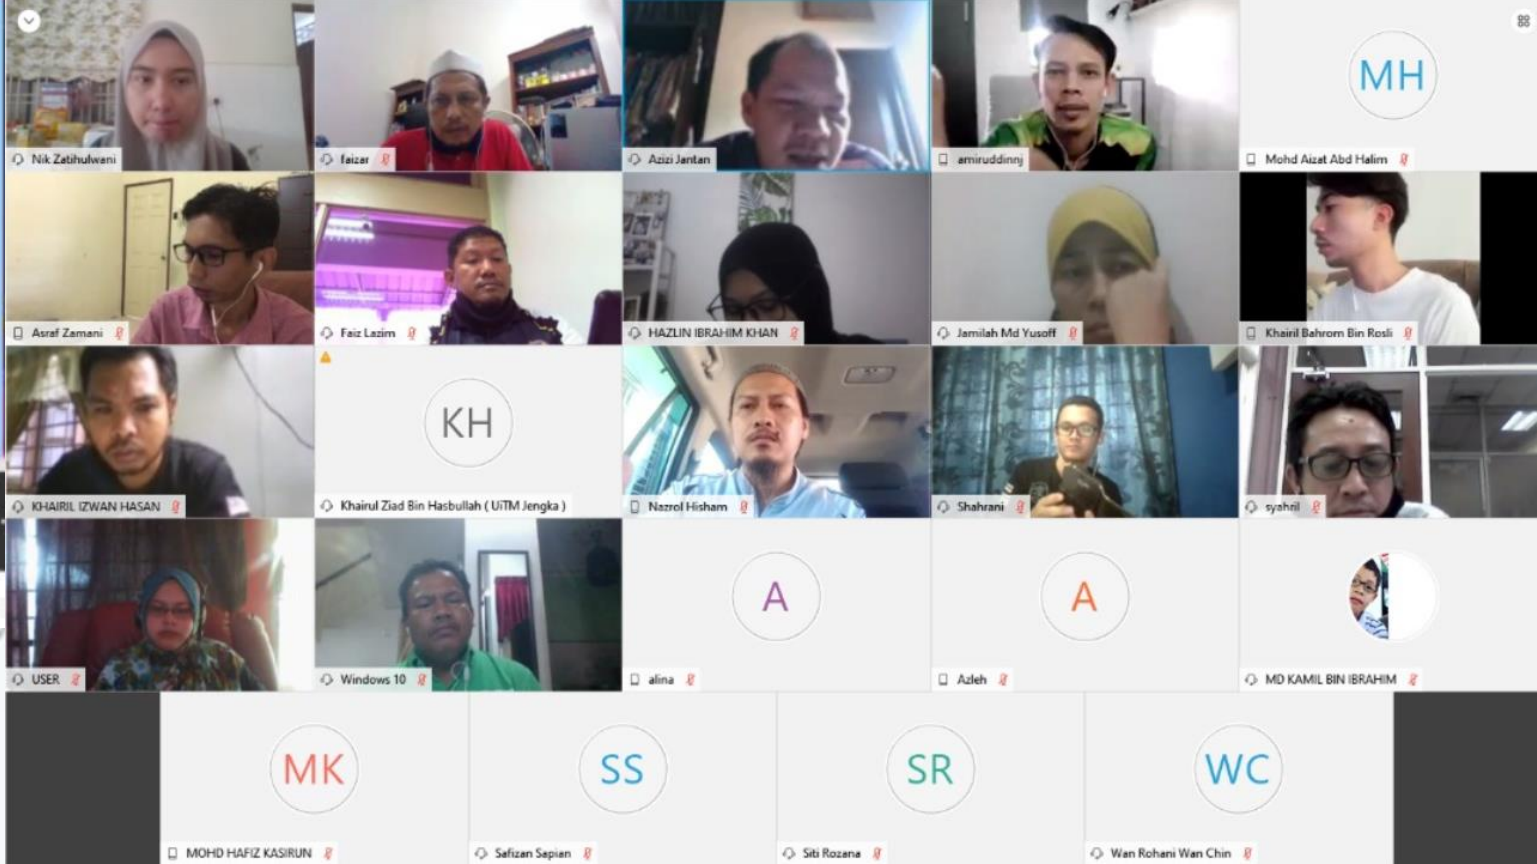 Nik Zatihulwani
faizar
Azizi Jantan
amiruddinnj
MH
Mohd Aizat Abd Halim
Asraf Zamani
Faiz Lazim
HAZLIN IBRAHIM KHAN
Jamilah Md Yusoff
Khairil Bahrom Bin Rosli
KHAIRIL IZWAN HASAN
KH
Khairul Ziad Bin Hasbullah ( UiTM Jengka )
Nazrol Hisham
Shahrani
syahril
USER
Windows 10
A
alina
A
Azleh
MD KAMIL BIN IBRAHIM
MK
MOHD HAFIZ KASIRUN
SS
Safizan Sapian
SR
Siti Rozana
WC
Wan Rohani Wan Chin